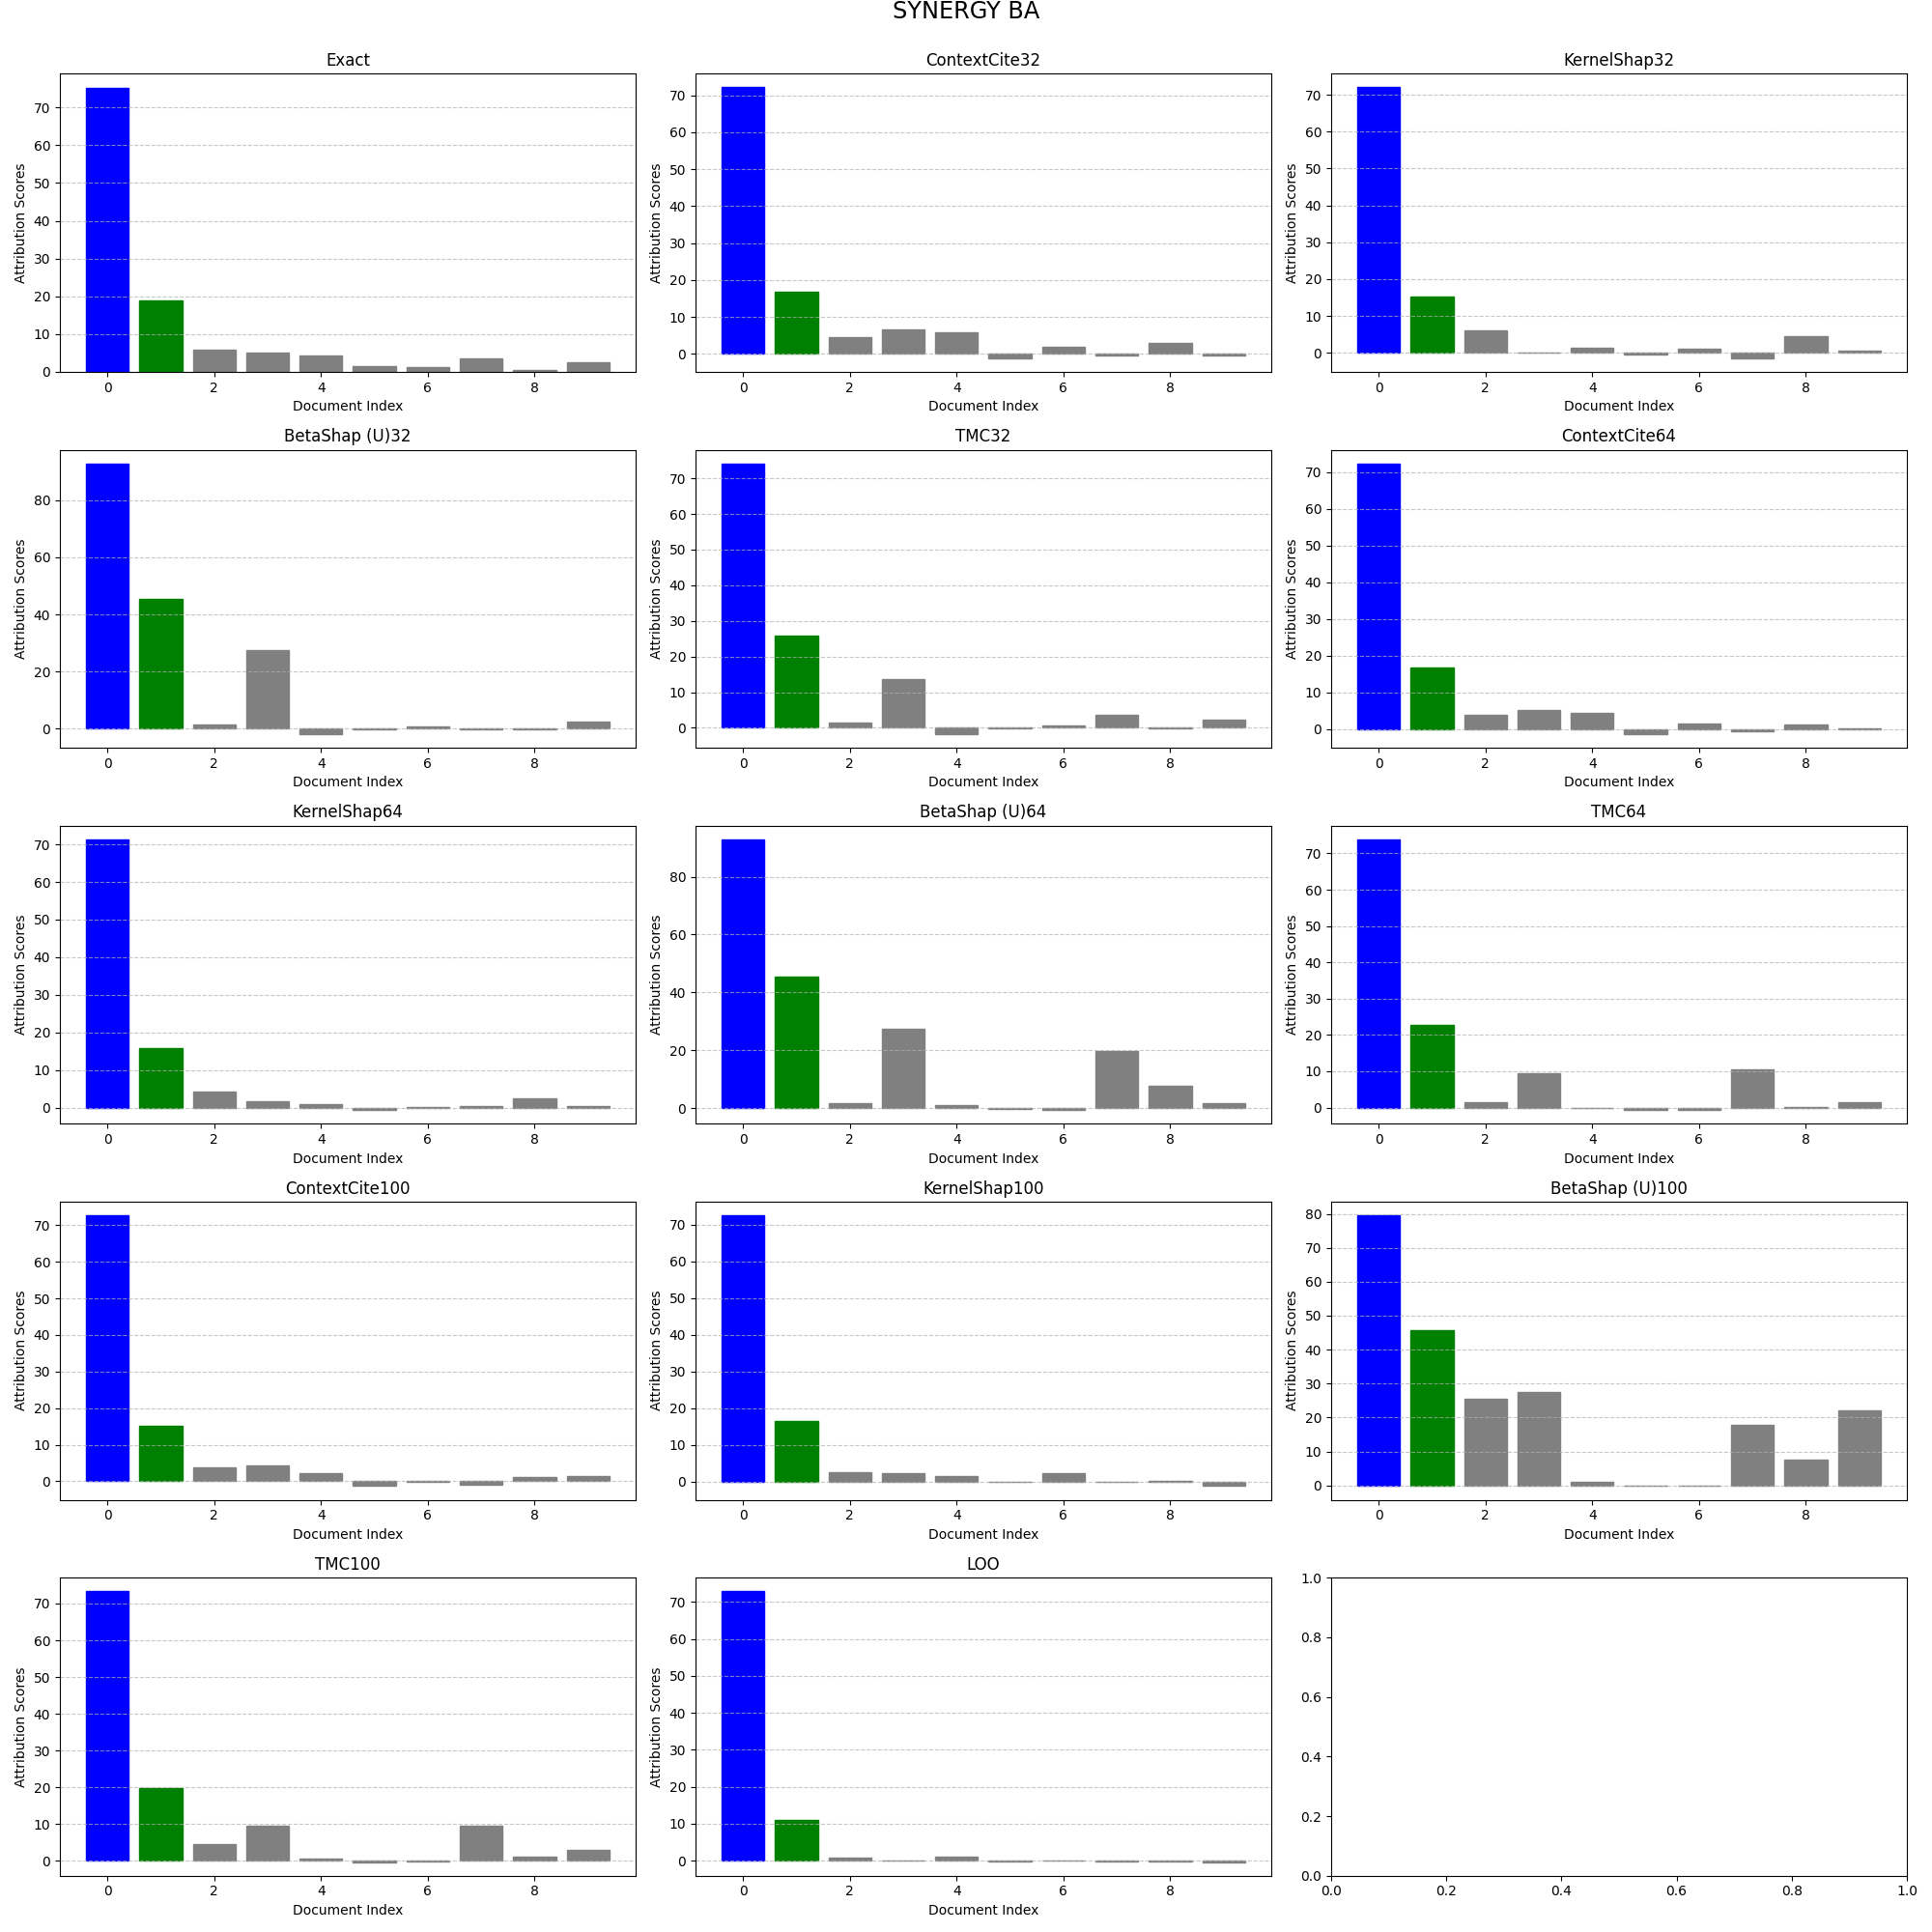 SYNERGY BA
Exact
70
60
50
40
30
20
10
0
Attribution Scores
0 2 4 6 8
Document Index
ContextCite32
70
60
50
40
30
20
10
0
Attribution Scores
0 2 4 6 8
Document Index
KernelShap32
70
60
50
40
30
20
10
0
Attribution Scores
0 2 4 6 8
Document Index
BetaShap (U)32
80
60
40
20
0
Attribution Scores
0 2 4 6 8
Document Index
TMC32
70
60
50
40
30
20
10
0
Attribution Scores
0 2 4 6 8
Document Index
ContextCite64
70
60
50
40
30
20
10
0
Attribution Scores
0 2 4 6 8
Document Index
KernelShap64
70
60
50
40
30
20
10
0
Attribution Scores
0 2 4 6 8
Document Index
BetaShap (U)64
80
60
40
20
0
Attribution Scores
0 2 4 6 8
Document Index
TMC64
70
60
50
40
30
20
10
0
Attribution Scores
0 2 4 6 8
Document Index
ContextCite100
70
60
50
40
30
20
10
0
Attribution Scores
0 2 4 6 8
Document Index
KernelShap100
70
60
50
40
30
20
10
0
Attribution Scores
0 2 4 6 8
Document Index
BetaShap (U)100
80
70
60
50
40
30
20
10
0
Attribution Scores
0 2 4 6 8
Document Index
TMC100
70
60
50
40
30
20
10
0
Attribution Scores
0 2 4 6 8
Document Index
LOO
70
60
50
40
30
20
10
0
Attribution Scores
0 2 4 6 8
Document Index
1.0
0.8
0.6
0.4
0.2
0.0
0.0 0.2 0.4 0.6 0.8 1.0